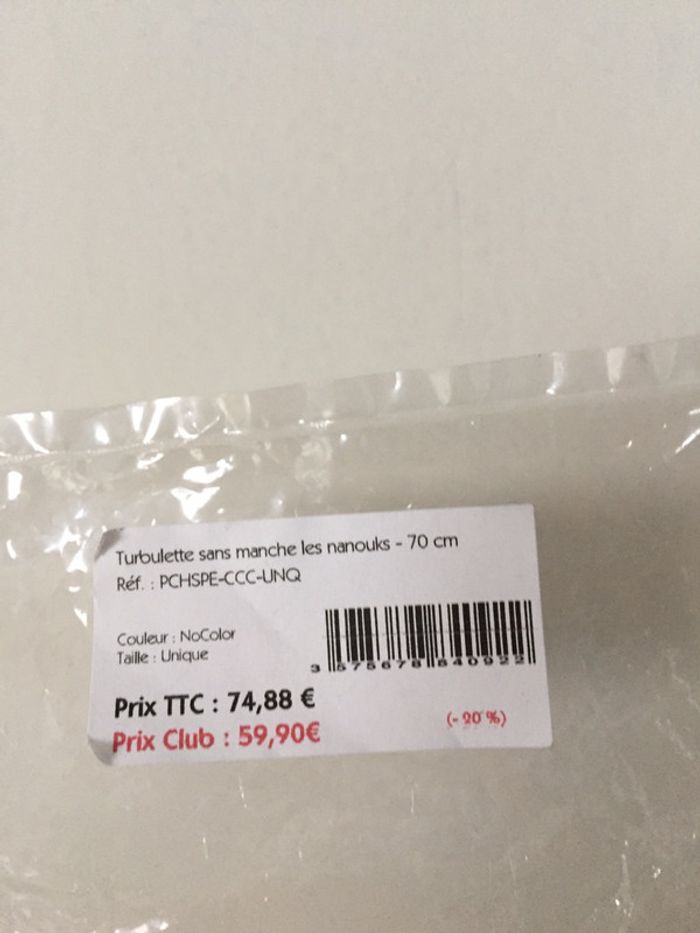 Turbulette sans manche les nanouks - 70 cm
Réf. : PCHSPE-CCC-UNQ
Couleur : NoColor
Taille : Unique
3 575678 840922
Prix TTC : 74,88 €
Prix Club : 59,90€
(- 20 %)